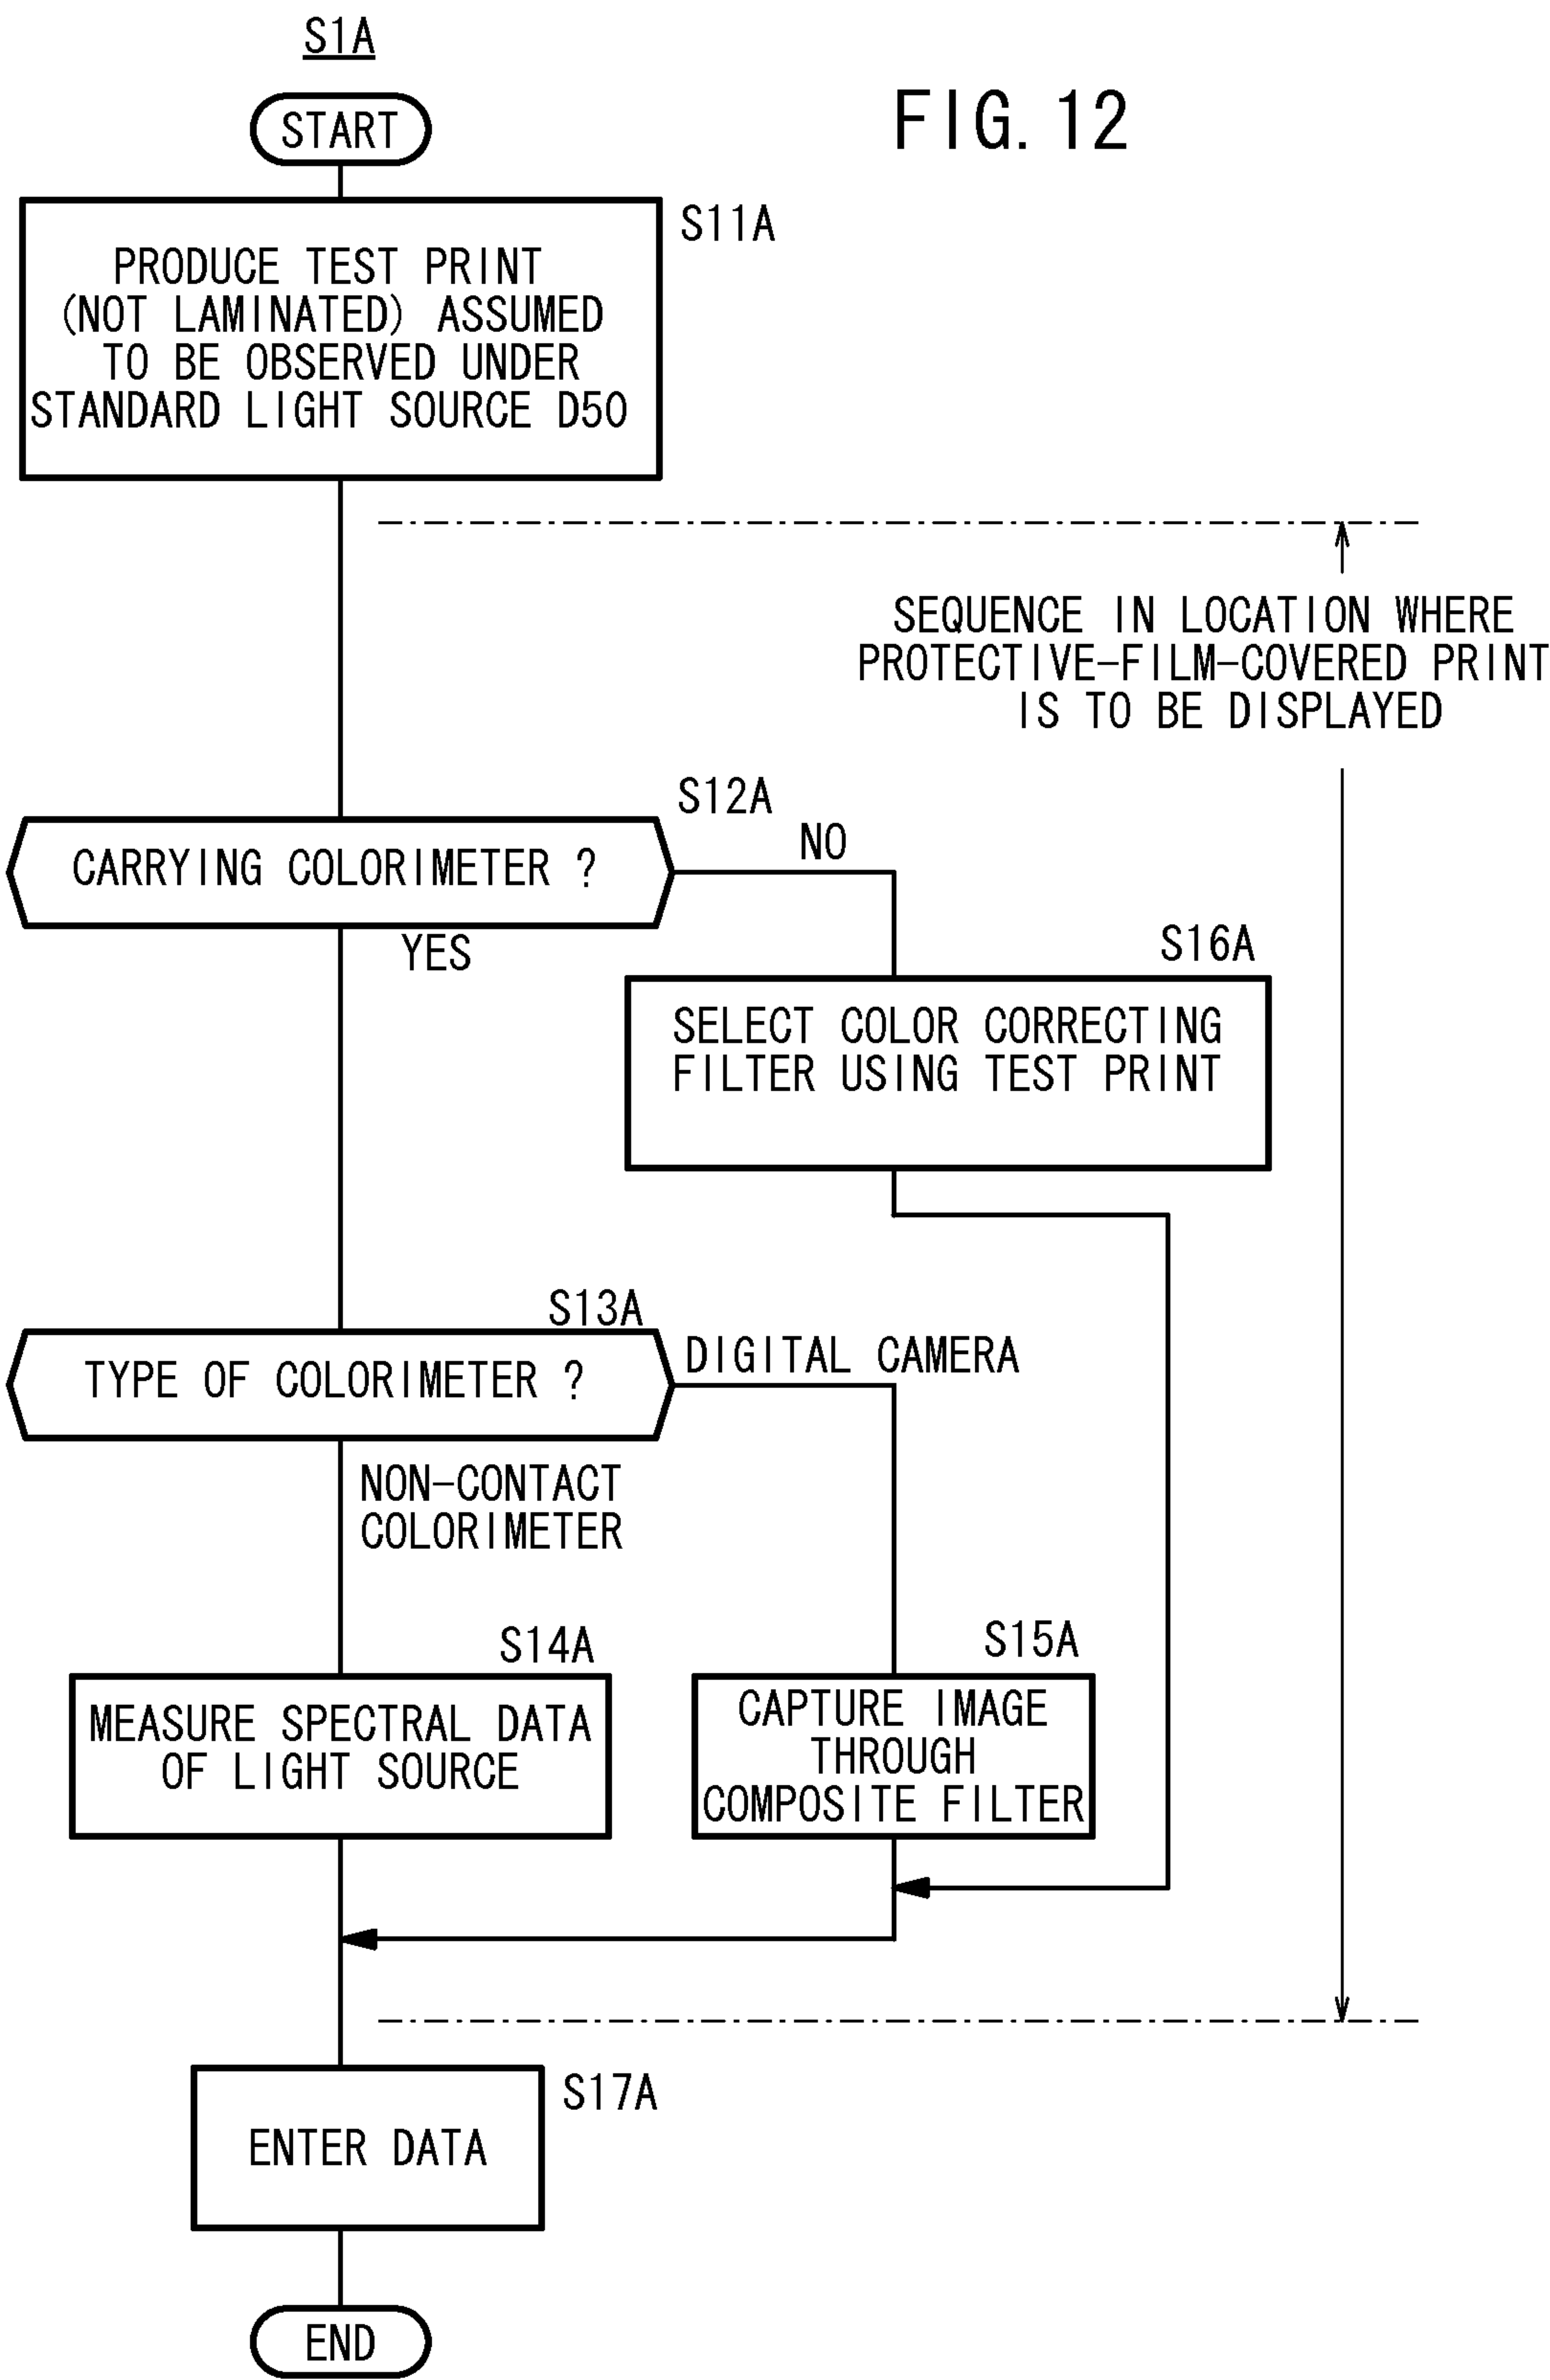 S1A
FIG. 12
START
S11A
PRODUCE TEST PRINT
(NOT LAMINATED) ASSUMED
TO BE OBSERVED UNDER
STANDARD LIGHT SOURCE D50
SEQUENCE IN LOCATION WHERE
PROTECTIVE-FILM-COVERED PRINT
IS TO BE DISPLAYED
S12A
CARRYING COLORIMETER ?
NO
YES
S16A
SELECT COLOR CORRECTING
FILTER USING TEST PRINT
S13A
TYPE OF COLORIMETER ?
DIGITAL CAMERA
NON-CONTACT
COLORIMETER
S14A
MEASURE SPECTRAL DATA
OF LIGHT SOURCE
S15A
CAPTURE IMAGE
THROUGH
COMPOSITE FILTER
S17A
ENTER DATA
END